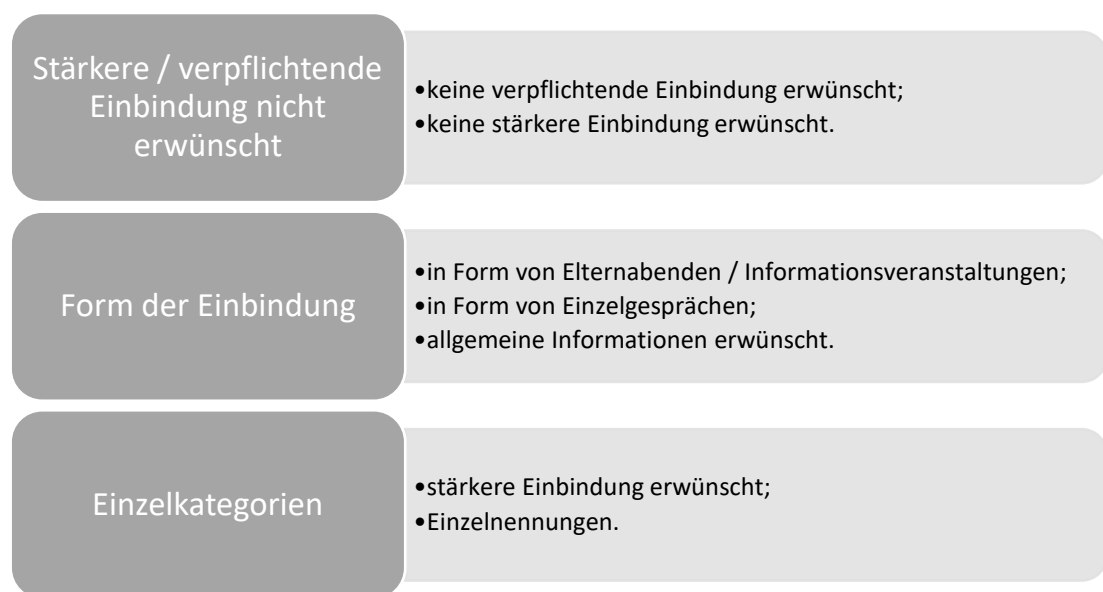 Stärkere / verpflichtende
Einbindung nicht
erwünscht
•keine verpflichtende Einbindung erwünscht;
•keine stärkere Einbindung erwünscht.
Form der Einbindung
•in Form von Elternabenden / Informationsveranstaltungen;
•in Form von Einzelgesprächen;
•allgemeine Informationen erwünscht.
Einzelkategorien
•stärkere Einbindung erwünscht;
•Einzelnennungen.